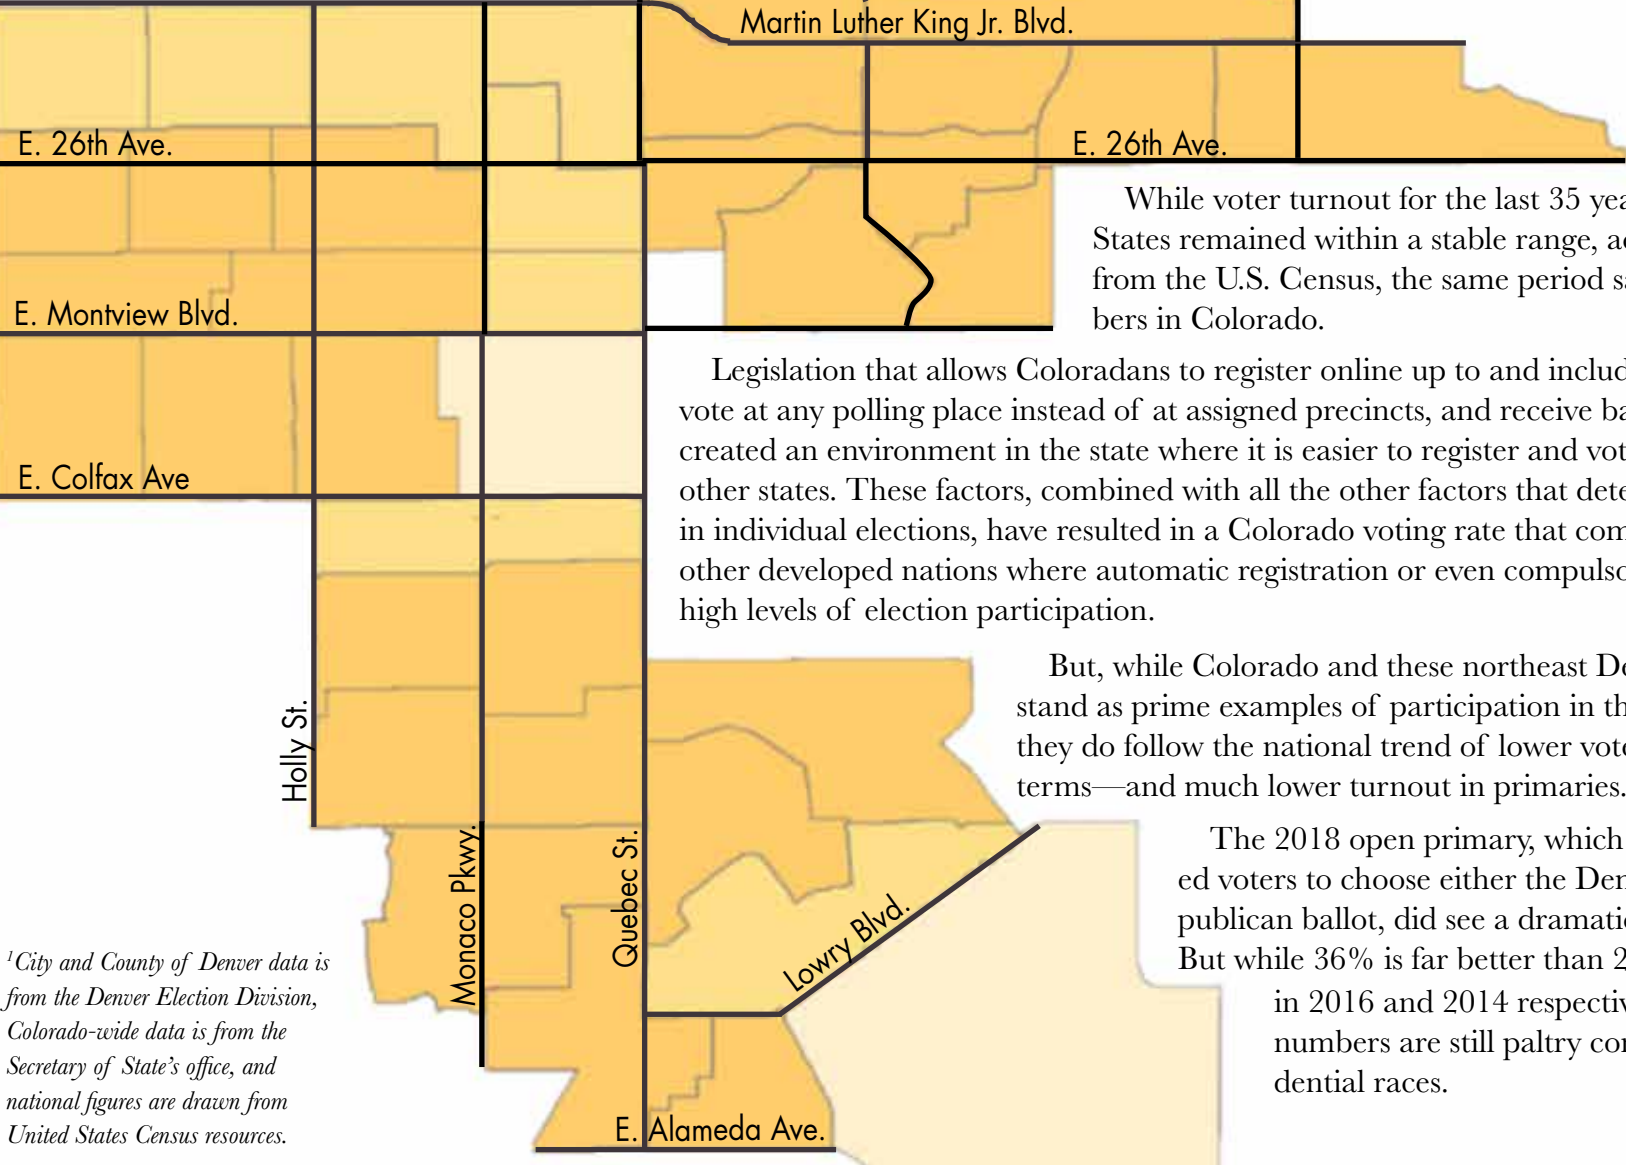 Martin Luther King Jr. Blvd.
E. 26th Ave.
E. 26th Ave.
E. Montview Blvd.
E. Colfax Ave
Holly St.
Monaco Pkwy.
Quebec St.
Lowry Blvd.
E. Alameda Ave.
While voter turnout for the last 35
States remained within a stable range,
from the U.S. Census, the same period
bers in Colorado.
Legislation that allows Coloradans to register online up to and
vote at any polling place instead of at assigned precincts, and receive
created an environment in the state where it is easier to register and
other states. These factors, combined with all the other factors that
in individual elections, have resulted in a Colorado voting rate that
other developed nations where automatic registration or even
high levels of election participation.
But, while Colorado and these northeast
stand as prime examples of participation in
they do follow the national trend of lower
terms—and much lower turnout in primaries.
The 2018 open primary, which
ed voters to choose either the
publican ballot, did see a
But while 36% is far better than
in 2016 and 2014
numbers are still paltry
dential races.
1City and County of Denver data is
from the Denver Election Division,
Colorado-wide data is from the
Secretary of State's office, and
national figures are drawn from
United States Census resources.